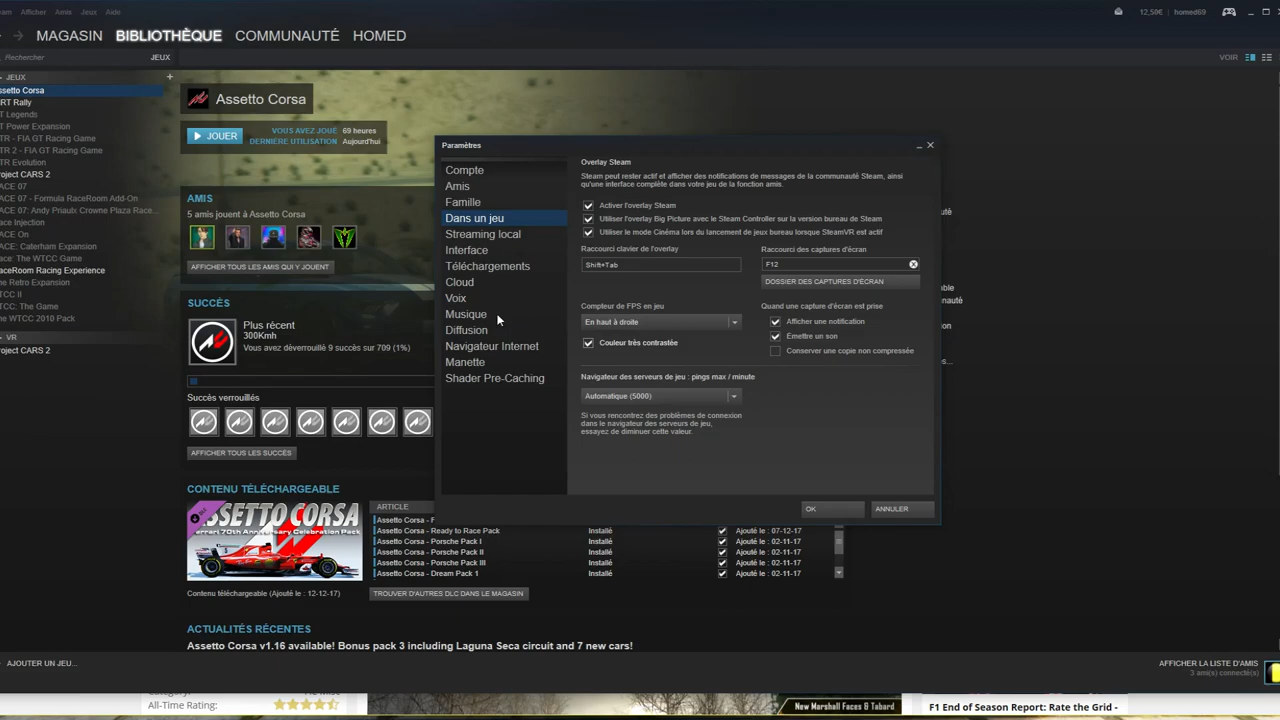 Afficher Amis Jeux Aide
12,50€ homed69
MAGASIN BIBLIOTHÈQUE COMMUNAUTÉ HOMED
Rechercher JEUX VOIR
JEUX +
ssetto Corsa
RT Rally
T Legends
T Power Expansion
TR - FIA GT Racing Game
TR 2 - FIA GT Racing Game
TR Evolution
roject CARS 2
ACE 07
ACE 07 - Formula RaceRoom Add-On
ACE 07: Andy Priaulx Crowne Plaza Race...
ace Injection
ACE On
ACE: Caterham Expansion
aceRoom Racing Experience
he Retro Expansion
TCC II
TCC: The Game
he WTCC 2010 Pack
VR
roject CARS 2
AJOUTER UN JEU...
Assetto Corsa
JOUER
VOUS AVEZ JOUÉ 69 heures
DERNIÈRE UTILISATION Aujourd'hui
AMIS
5 amis jouent à Assetto Corsa
AFFICHER TOUS LES AMIS QUI Y JOUENT
SUCCÈS
Plus récent
300Kmh
Vous avez déverrouillé 9 succès sur 709 (1%)
Succès verrouillés
AFFICHER TOUS LES SUCCÈS
CONTENU TÉLÉCHARGEABLE
ASSETTO CORSA
Ferrari 70th Anniversary Celebration Pack
Contenu téléchargeable (Ajouté le : 12-12-17)
ARTICLE
Assetto Corsa - F
Assetto Corsa - Ready to Race Pack Installé Ajouté le : 07-12-17
Assetto Corsa - Porsche Pack I Installé Ajouté le : 02-11-17
Assetto Corsa - Porsche Pack II Installé Ajouté le : 02-11-17
Assetto Corsa - Porsche Pack III Installé Ajouté le : 02-11-17
Assetto Corsa - Dream Pack 1 Installé Ajouté le : 02-11-17
TROUVER D'AUTRES DLC DANS LE MAGASIN
ACTUALITÉS RÉCENTES
Assetto Corsa v1.16 available! Bonus pack 3 including Laguna Seca circuit and 7 new cars!
Paramètres
Compte
Amis
Famille
Dans un jeu
Streaming local
Interface
Téléchargements
Cloud
Voix
Musique
Diffusion
Navigateur Internet
Manette
Shader Pre-Caching
Overlay Steam
Steam peut rester actif et afficher des notifications de messages de la communauté Steam, ainsi
qu'une interface complète dans votre jeu de la fonction amis.
Activer l'overlay Steam
Utiliser l'overlay Big Picture avec le Steam Controller sur la version bureau de Steam
Utiliser le mode Cinéma lors du lancement de jeux bureau lorsque SteamVR est actif
Raccourci clavier de l'overlay
Shift+Tab
Raccourci des captures d'écran
F12
DOSSIER DES CAPTURES D'ÉCRAN
Compteur de FPS en jeu
En haut à droite
Couleur très contrastée
Quand une capture d'écran est prise
Afficher une notification
Émettre un son
Conserver une copie non compressée
Navigateur des serveurs de jeu : pings max / minute
Automatique (5000)
Si vous rencontrez des problèmes de connexion
dans le navigateur des serveurs de jeu,
essayez de diminuer cette valeur.
OK ANNULER
AFFICHER LA LISTE D'AMIS
3 ami(s) connecté(s)
All-Time Rating:
New Marshall Faces & Tabard
F1 End of Season Report: Rate the Grid -